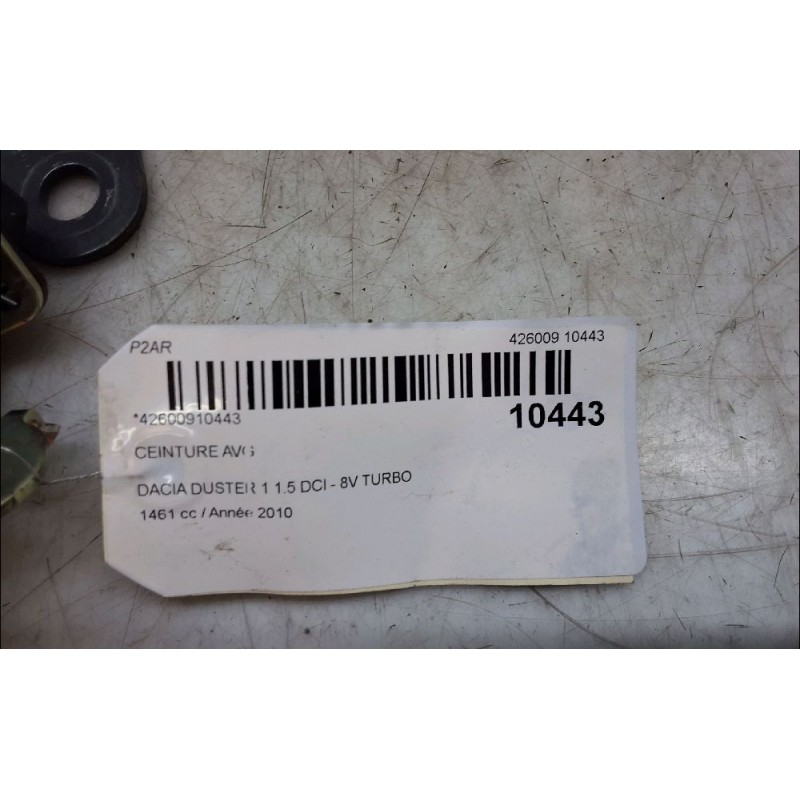 P2AR
426009 10443
*42600910443
10443
CEINTURE AVG
DACIA DUSTER 1 1.5 DCI - 8V TURBO
1461 cc / Année 2010